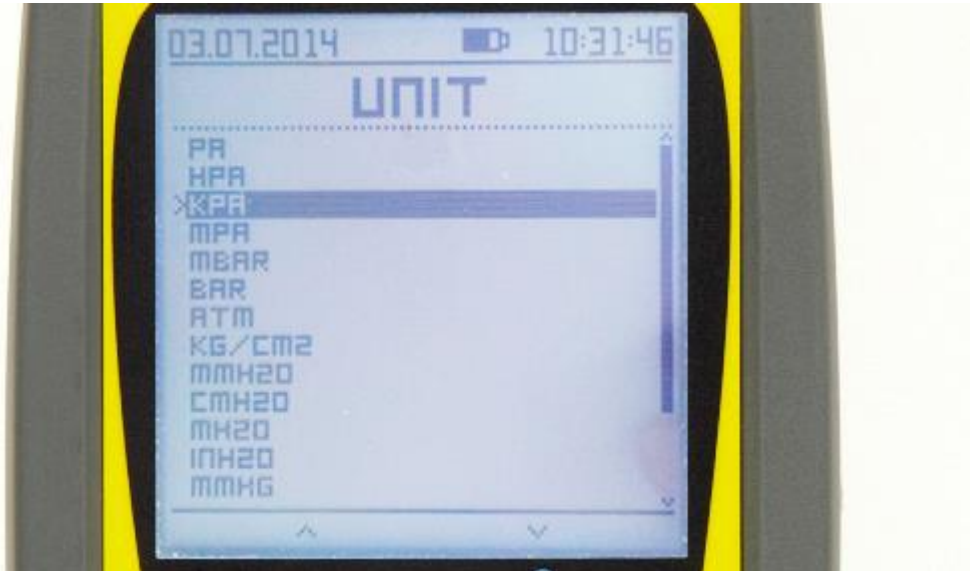 03.07.2014 10:31:46
UNIT
PA
HPA
>KPA
MPA
MBAR
BAR
ATM
KG/CM2
MMH2O
CMH2O
MH2O
INH2O
MMHG